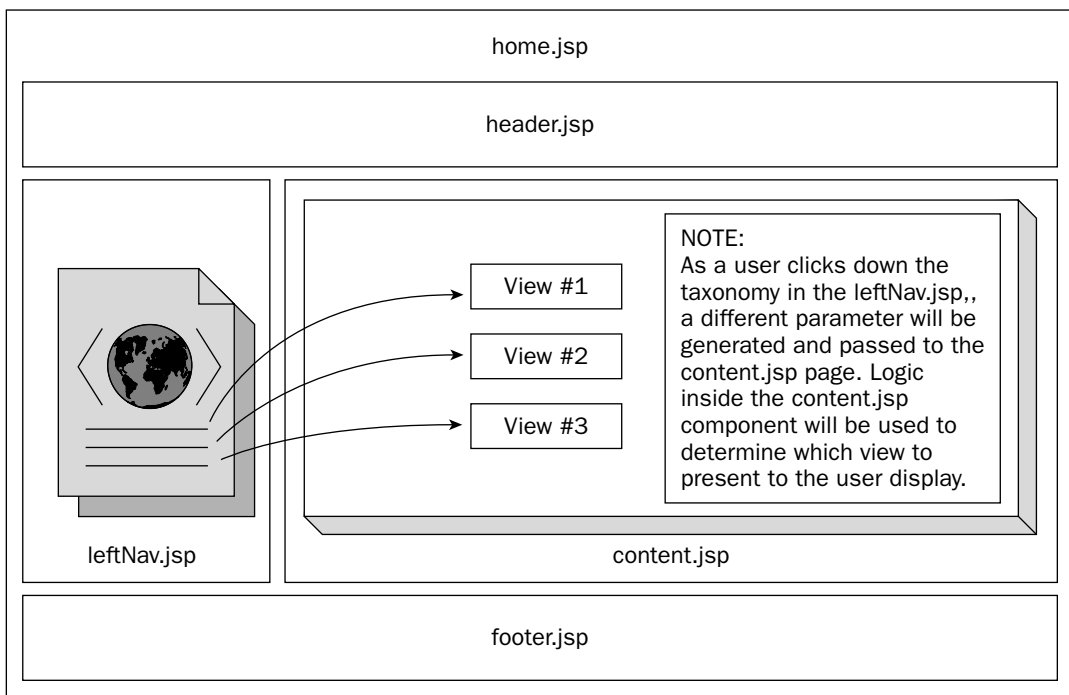 home.jsp
header.jsp
View #1
View #2
View #3
NOTE:
As a user clicks down the
taxonomy in the leftNav.jsp,,
a different parameter will be
generated and passed to the
content.jsp page. Logic
inside the content.jsp
component will be used to
determine which view to
present to the user display.
leftNav.jsp
content.jsp
footer.jsp